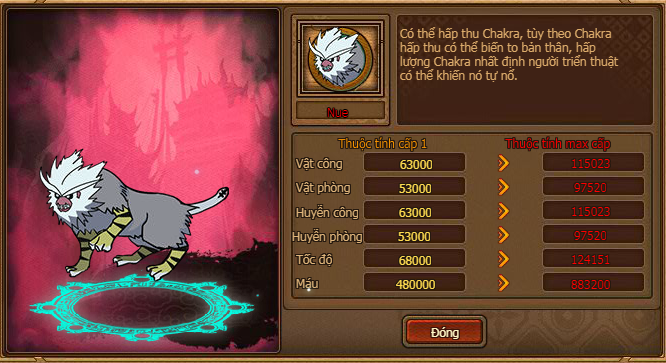 Có thể hấp thu Chakra, tùy theo Chakra
hấp thu có thể biến to bản thân, hấp
lượng Chakra nhất định người triển thuật
có thể khiến nó tự nổ.
Nue
Thuộc tính cấp 1 Thuộc tính max cấp
Vật công 63000 115023
Vật phòng 53000 97520
Huyễn công 63000 115023
Huyễn phòng 53000 97520
Tốc độ 68000 124151
Máu 480000 883200
Đóng